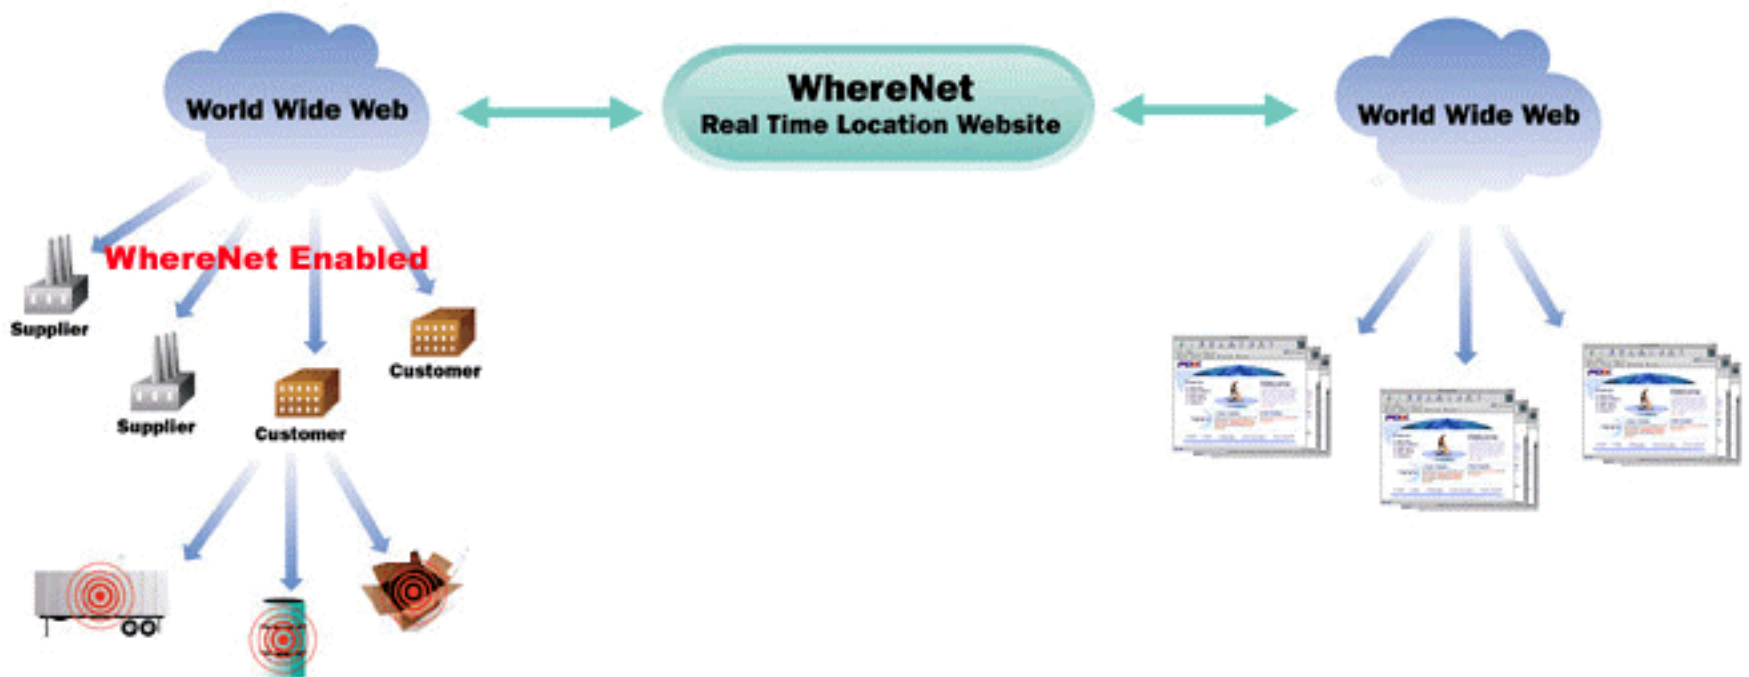 World Wide Web
WhereNet
Real Time Location Website
World Wide Web
WhereNet Enabled
Supplier
Supplier
Customer
Customer